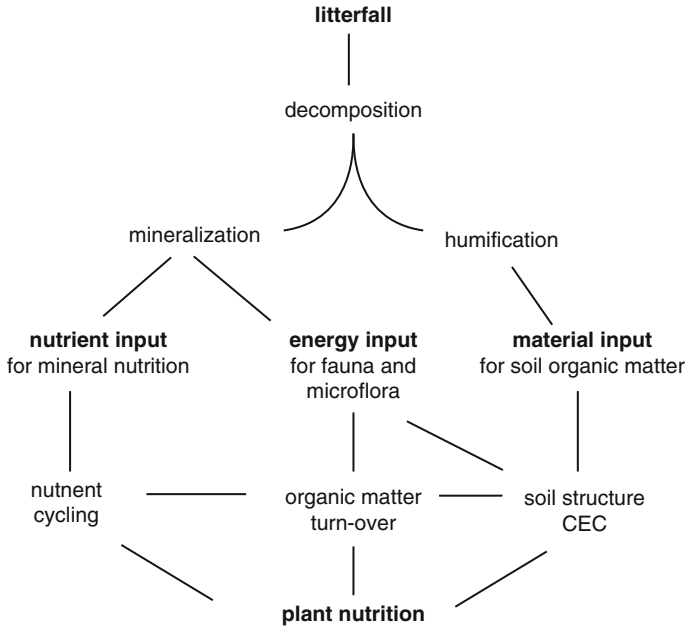 litterfall
decomposition
mineralization
humification
nutrient input
for mineral nutrition
energy input
for fauna and
microflora
material input
for soil organic matter
nutnent
cycling
organic matter
turn-over
soil structure
CEC
plant nutrition